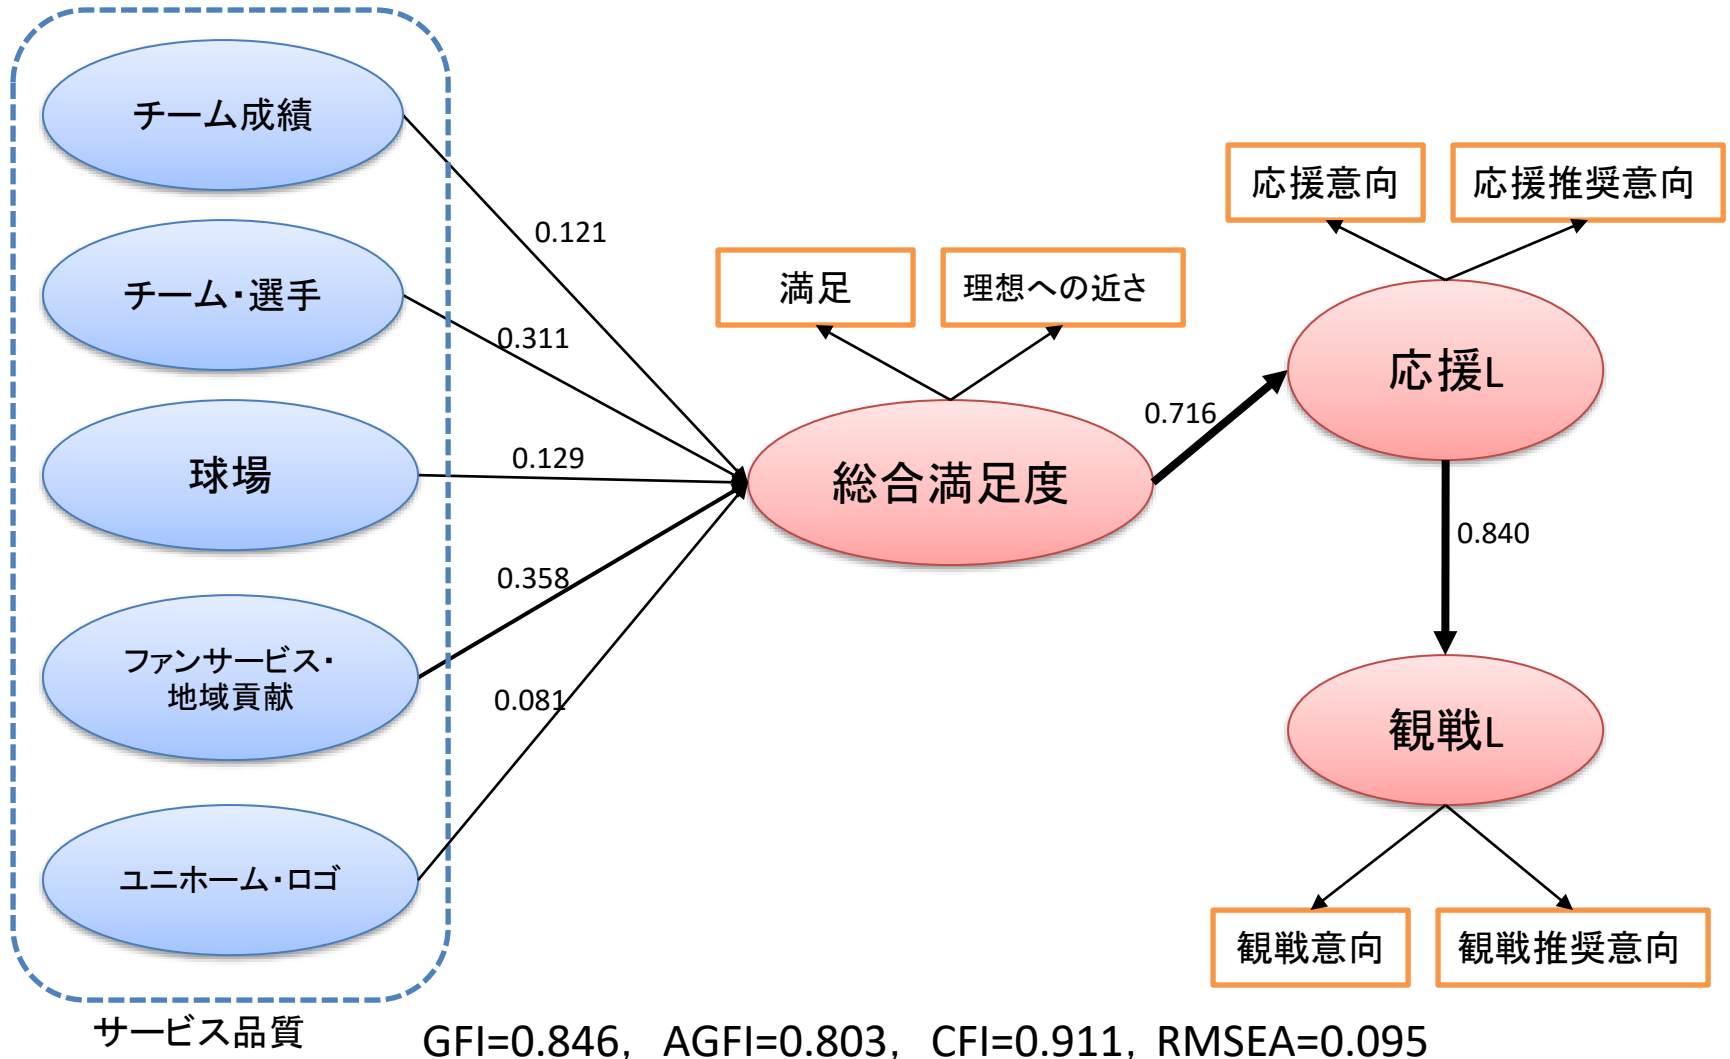 チーム成績
チーム・選手
球場
ファンサービス・
地域貢献
ユニホーム・ロゴ
サービス品質
0.121
0.311
0.129
0.358
0.081
満足
理想への近さ
総合満足度
0.716
応援意向
応援推奨意向
応援L
0.840
観戦L
観戦意向
観戦推奨意向
GFI=0.846, AGFI=0.803, CFI=0.911, RMSEA=0.095